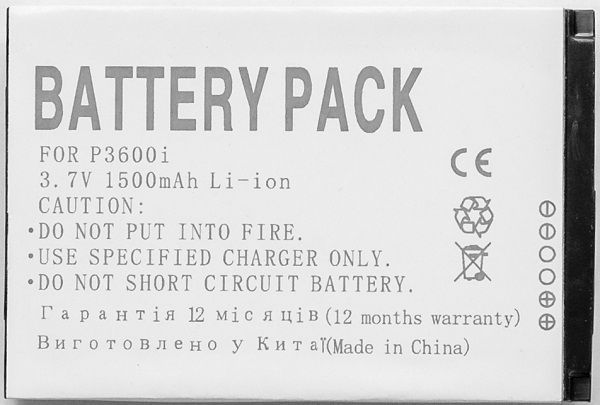 BATTERY PACK
FOR P3600i
3.7V 1500mAh Li-ion
CAUTION:
·DO NOT PUT INTO FIRE.
·USE SPECIFIED CHARGER ONLY.
·DO NOT SHORT CIRCUIT BATTERY.
Гарантія 12 місяців (12 months warranty)
Виготовлено у Китаї(Made in China)
CE